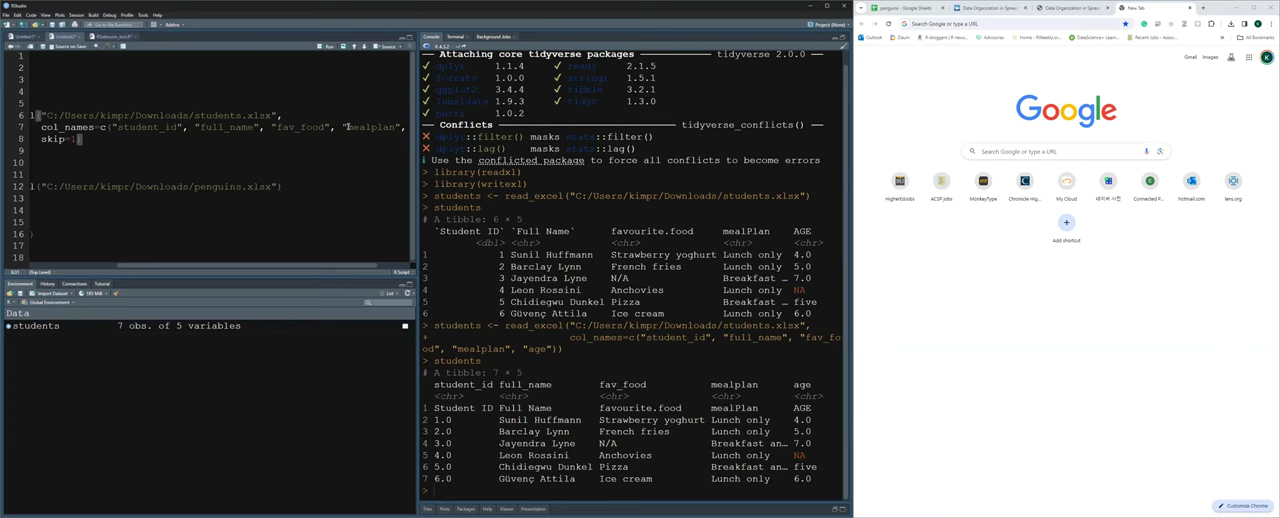 RStudio
File Edit Code View Plots Session Build Debug Profile Tools Help
Go to file/function Addins Project: (None)
Untitled1* Untitled2* RSelenium_test.R*
Source on Save Run Source
6 l("C:/Users/kimpr/Downloads/students.xlsx",
7 col_names=c("student_id", "full_name", "fav_food", "mealplan",
8 skip=1)
9
10
11
12 l("C:/Users/kimpr/Downloads/penguins.xlsx")
13
14
15
16 )
17
18
8:31 (Top Level) R Script
Environment History Connections Tutorial
Import Dataset 185 MiB List
R Global Environment
Data
students 7 obs. of 5 variables
Console Terminal Background Jobs
R 4.3.2 · ~/
── Attaching core tidyverse packages ── tidyverse 2.0.0 ──
✓ dplyr 1.1.4 ✓ readr 2.1.5
✓ forcats 1.0.0 ✓ stringr 1.5.1
✓ ggplot2 3.4.4 ✓ tibble 3.2.1
✓ lubridate 1.9.3 ✓ tidyr 1.3.0
✓ purrr 1.0.2
── Conflicts ── tidyverse_conflicts() ──
✗ dplyr::filter() masks stats::filter()
✗ dplyr::lag() masks stats::lag()
ℹ Use the conflicted package to force all conflicts to become errors
> library(readxl)
> library(writexl)
> students <- read_excel("C:/Users/kimpr/Downloads/students.xlsx")
> students
# A tibble: 6 × 5
`Student ID` `Full Name` favourite.food mealPlan AGE
<dbl> <chr> <chr> <chr> <chr>
1 1 Sunil Huffmann Strawberry yoghurt Lunch only 4.0
2 2 Barclay Lynn French fries Lunch only 5.0
3 3 Jayendra Lyne N/A Breakfast … 7.0
4 4 Leon Rossini Anchovies Lunch only NA
5 5 Chidiegwu Dunkel Pizza Breakfast … five
6 6 Güvenç Attila Ice cream Lunch only 6.0
> students <- read_excel("C:/Users/kimpr/Downloads/students.xlsx",
+ col_names=c("student_id", "full_name", "fav_fo
od", "mealplan", "age"))
> students
# A tibble: 7 × 5
student_id full_name fav_food mealplan age
<chr> <chr> <chr> <chr> <chr>
1 Student ID Full Name favourite.food mealPlan AGE
2 1.0 Sunil Huffmann Strawberry yoghurt Lunch only 4.0
3 2.0 Barclay Lynn French fries Lunch only 5.0
4 3.0 Jayendra Lyne N/A Breakfast an… 7.0
5 4.0 Leon Rossini Anchovies Lunch only NA
6 5.0 Chidiegwu Dunkel Pizza Breakfast an… five
7 6.0 Güvenç Attila Ice cream Lunch only 6.0
>
Files Plots Packages Help Viewer Presentation
penguins - Google Sheets Data Organization in Spre Data Organization in Spre New Tab
Search Google or type a URL
Outlook Daum R-bloggers | R news Advisories Home - RWeekly.or DataScience+ Learn Recent Jobs All Bookmarks
Gmail Images K
Google
Search Google or type a URL
HigherEdJobs ACSP jobs MonkeyType Chronicle Hig... My Cloud 네이버 사전 Connected P... hotmail.com lens.org
Add shortcut
Customize Chrome